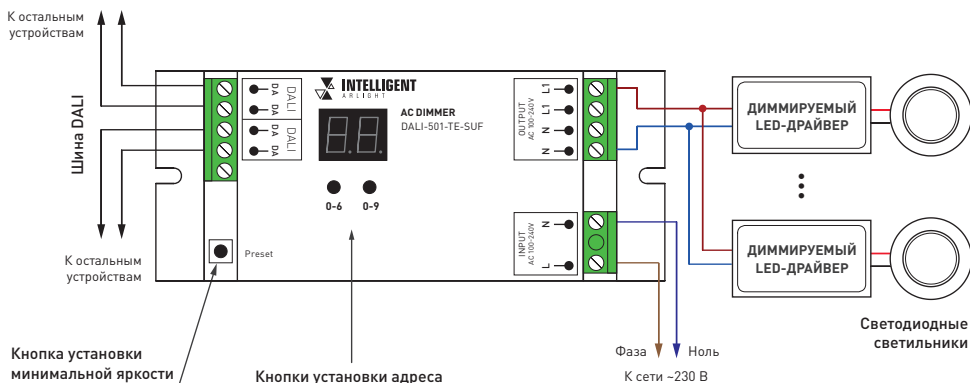 К остальным
устройствам
Шина DALI
DA
DA
DALI
DA
DA
DALI
INTELLIGENT
ARLIGHT
AC DIMMER
DALI-501-TE-SUF
0-6
0-9
Preset
OUTPUT
AC 100-240V
L1
L1
N
N
INPUT
AC 100-240V
N
L
ДИММИРУЕМЫЙ
LED-ДРАЙВЕР
ДИММИРУЕМЫЙ
LED-ДРАЙВЕР
К остальным
устройствам
Светодиодные
светильники
Кнопка установки
минимальной яркости
Кнопки установки адреса
Фаза
Ноль
К сети ~230 В